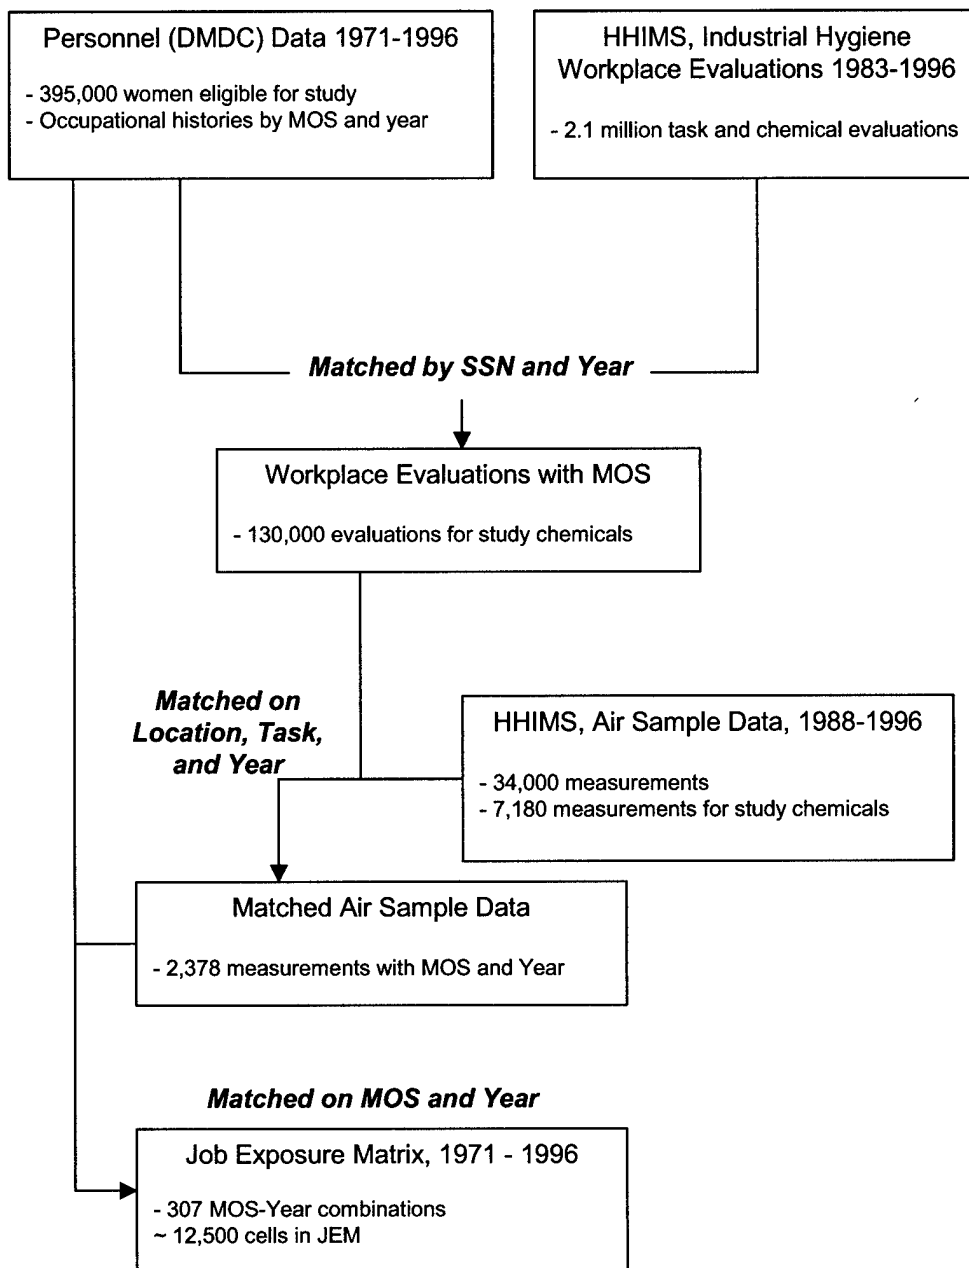 Personnel (DMDC) Data 1971-1996
- 395,000 women eligible for study
- Occupational histories by MOS and year
HHIMS, Industrial Hygiene
Workplace Evaluations 1983-1996
- 2.1 million task and chemical evaluations
Matched by SSN and Year
Workplace Evaluations with MOS
- 130,000 evaluations for study chemicals
Matched on
Location, Task,
and Year
HHIMS, Air Sample Data, 1988-1996
- 34,000 measurements
- 7,180 measurements for study chemicals
Matched Air Sample Data
- 2,378 measurements with MOS and Year
Matched on MOS and Year
Job Exposure Matrix, 1971 - 1996
- 307 MOS-Year combinations
~ 12,500 cells in JEM